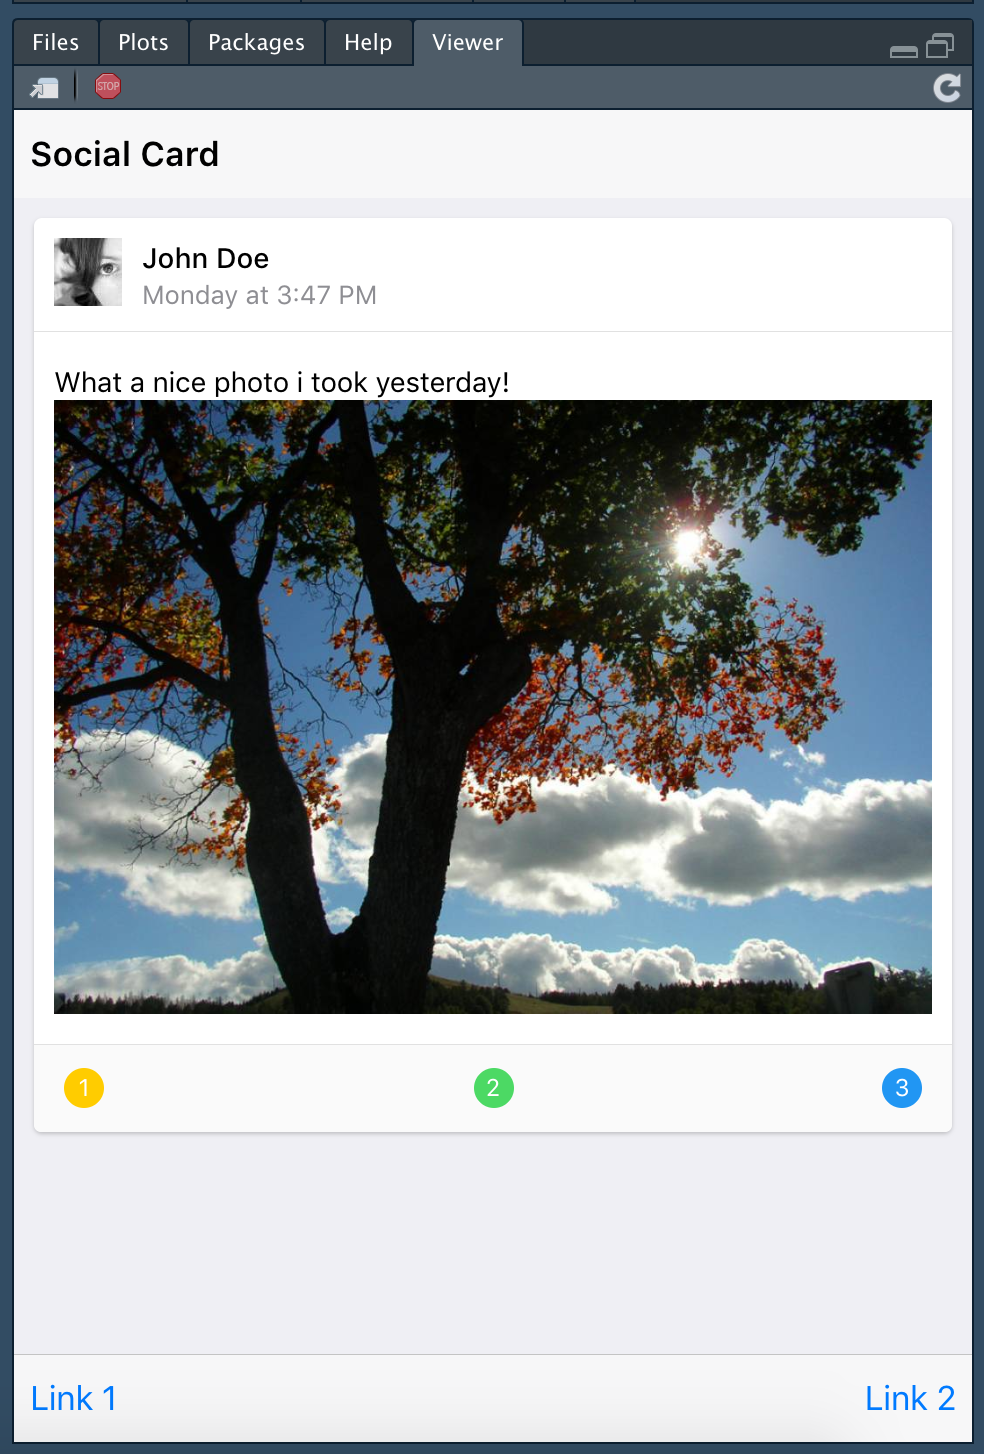 Files Plots Packages Help Viewer
STOP
Social Card
John Doe
Monday at 3:47 PM
What a nice photo i took yesterday!
1 2 3
Link 1 Link 2